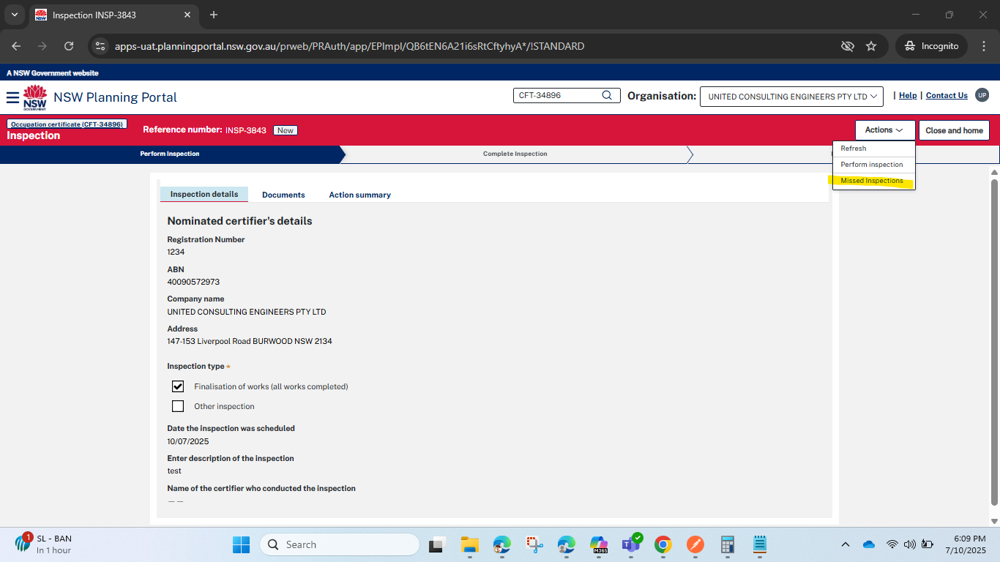 Inspection INSP-3843
apps-uat.planningportal.nsw.gov.au/prweb/PRAuth/app/EPImpl/QB6tEN6A21i6sRtCftyhyA*/!STANDARD
Incognito
A NSW Government website
NSW
GOVERNMENT
NSW Planning Portal
CFT-34896
Organisation:
UNITED CONSULTING ENGINEERS PTY LTD
| Help | Contact Us
UP
Occupation certificate (CFT-34896)
Inspection
Reference number: INSP-3843 New
Actions
Close and home
Perform Inspection
Complete Inspection
Refresh
Perform inspection
Missed Inspections
Inspection details
Documents
Action summary
Nominated certifier's details
Registration Number
1234
ABN
40090572973
Company name
UNITED CONSULTING ENGINEERS PTY LTD
Address
147-153 Liverpool Road BURWOOD NSW 2134
Inspection type *
Finalisation of works (all works completed)
Other inspection
Date the inspection was scheduled
10/07/2025
Enter description of the inspection
test
Name of the certifier who conducted the inspection
— —
1
SL - BAN
In 1 hour
Search
M365
6:09 PM
7/10/2025